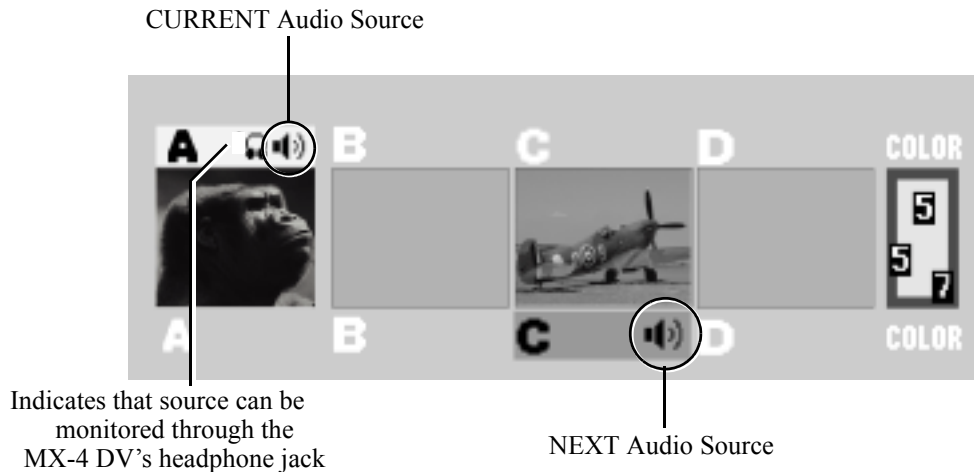 CURRENT Audio Source
A B C D COLOR
5
5
7
A B C D COLOR
Indicates that source can be
monitored through the
MX-4 DV’s headphone jack
NEXT Audio Source